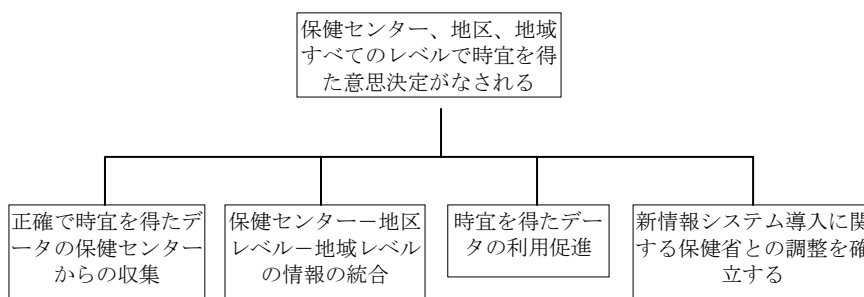 保健センター、地区、地域
すべてのレベルで時宜を得
た意思決定がなされる
正確で時宜を得たデ
ータの保健センター
からの収集
保健センター－地区
レベル－地域レベル
の情報の統合
時宜を得たデー
タの利用促進
新情報システム導入に関
する保健省との調整を確
立する